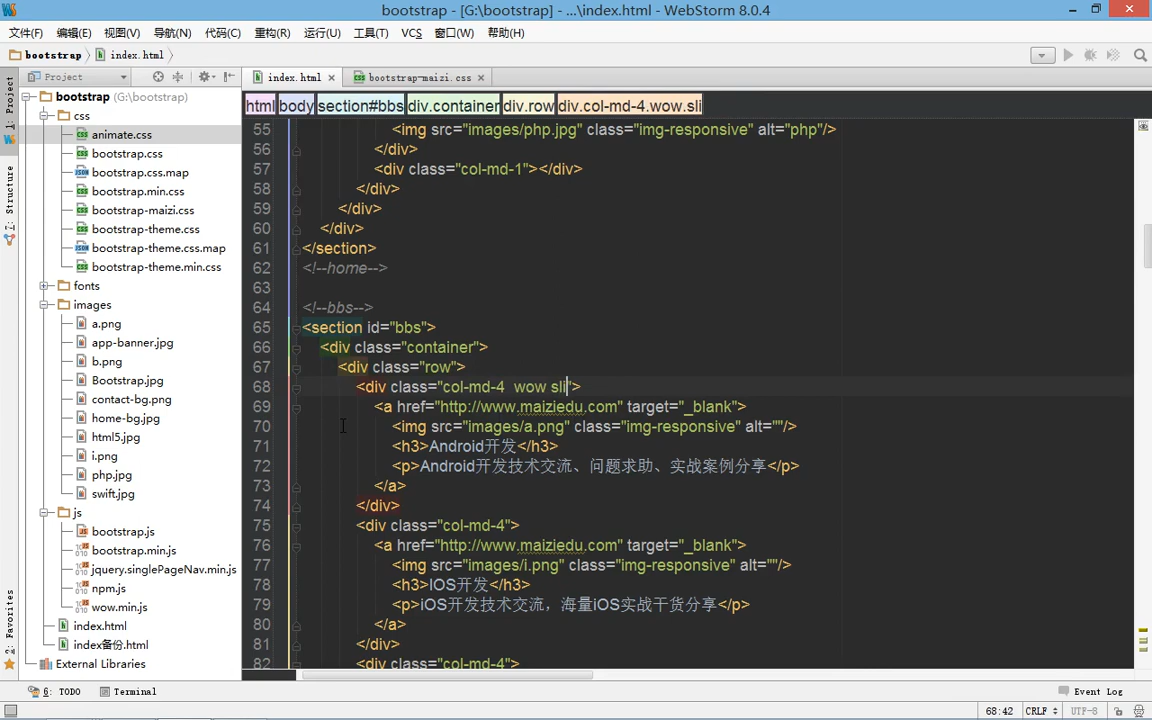 bootstrap - [G:\bootstrap] - ...\index.html - WebStorm 8.0.4
文件(F) 编辑(E) 视图(V) 导航(N) 代码(C) 重构(R) 运行(U) 工具(T) VCS 窗口(W) 帮助(H)
bootstrap index.html
Project index.html bootstrap-maizi.css
html body section#bbs div.container div.row div.col-md-4.wow.sli
1: Project
7: Structure
2: Favorites
bootstrap (G:\bootstrap)
css
animate.css
bootstrap.css
bootstrap.css.map
bootstrap.min.css
bootstrap-maizi.css
bootstrap-theme.css
bootstrap-theme.css.map
bootstrap-theme.min.css
fonts
images
a.png
app-banner.jpg
b.png
Bootstrap.jpg
contact-bg.png
home-bg.jpg
html5.jpg
i.png
php.jpg
swift.jpg
js
bootstrap.js
bootstrap.min.js
jquery.singlePageNav.min.js
npm.js
wow.min.js
index.html
index备份.html
External Libraries
55 <img src="images/php.jpg" class="img-responsive" alt="php"/>
56 </div>
57 <div class="col-md-1"></div>
58 </div>
59 </div>
60 </div>
61 </section>
62 <!--home-->
63
64 <!--bbs-->
65 <section id="bbs">
66 <div class="container">
67 <div class="row">
68 <div class="col-md-4  wow sli">
69 <a href="http://www.maiziedu.com" target="_blank">
70 <img src="images/a.png" class="img-responsive" alt=""/>
71 <h3>Android开发</h3>
72 <p>Android开发技术交流、问题求助、实战案例分享</p>
73 </a>
74 </div>
75 <div class="col-md-4">
76 <a href="http://www.maiziedu.com" target="_blank">
77 <img src="images/i.png" class="img-responsive" alt=""/>
78 <h3>IOS开发</h3>
79 <p>iOS开发技术交流，海量iOS实战干货分享</p>
80 </a>
81 </div>
82 <div class="col-md-4">
6: TODO Terminal Event Log
68:42 CRLF UTF-8